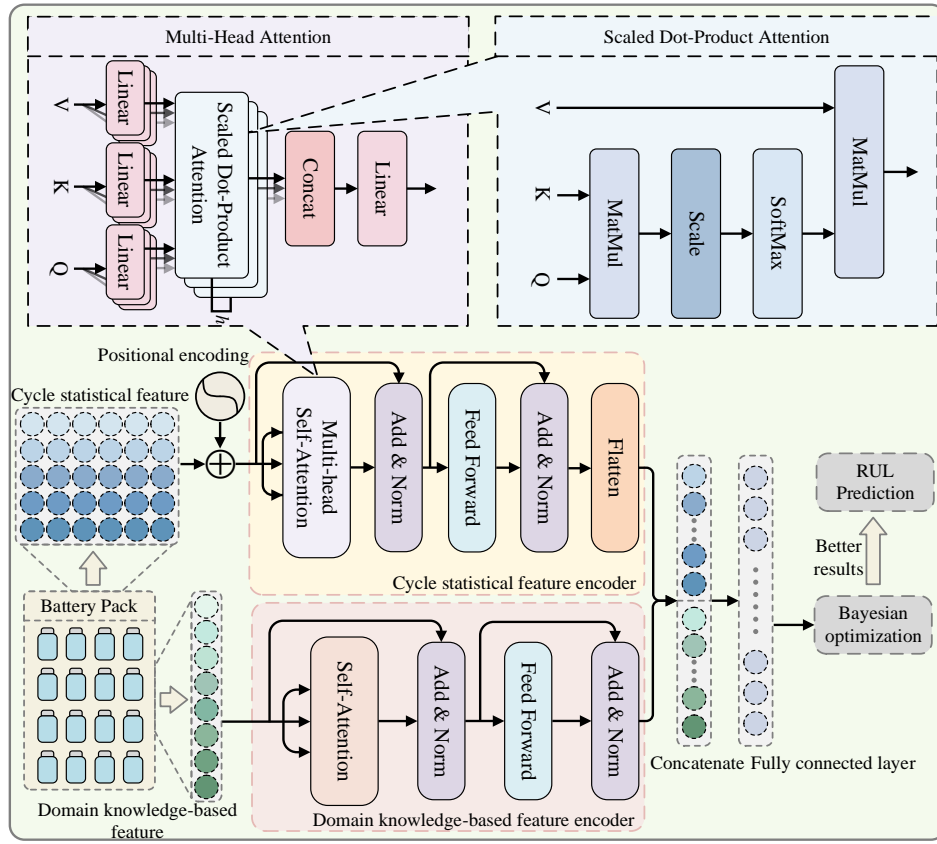 Multi-Head Attention
Scaled Dot-Product Attention
V
K
Q
Linear
Linear
Linear
Scaled Dot-Product
Attention
h
Concat
Linear
V
K
Q
MatMul
Scale
SoftMax
MatMul
Positional encoding
Cycle statistical feature
Multi-head
Self-Attention
Add & Norm
Feed Forward
Add & Norm
Flatten
Cycle statistical feature encoder
RUL
Prediction
Better
results
Bayesian
optimization
Battery Pack
Self-Attention
Add & Norm
Feed Forward
Add & Norm
Concatenate
Fully connected layer
Domain knowledge-based
feature
Domain knowledge-based feature encoder